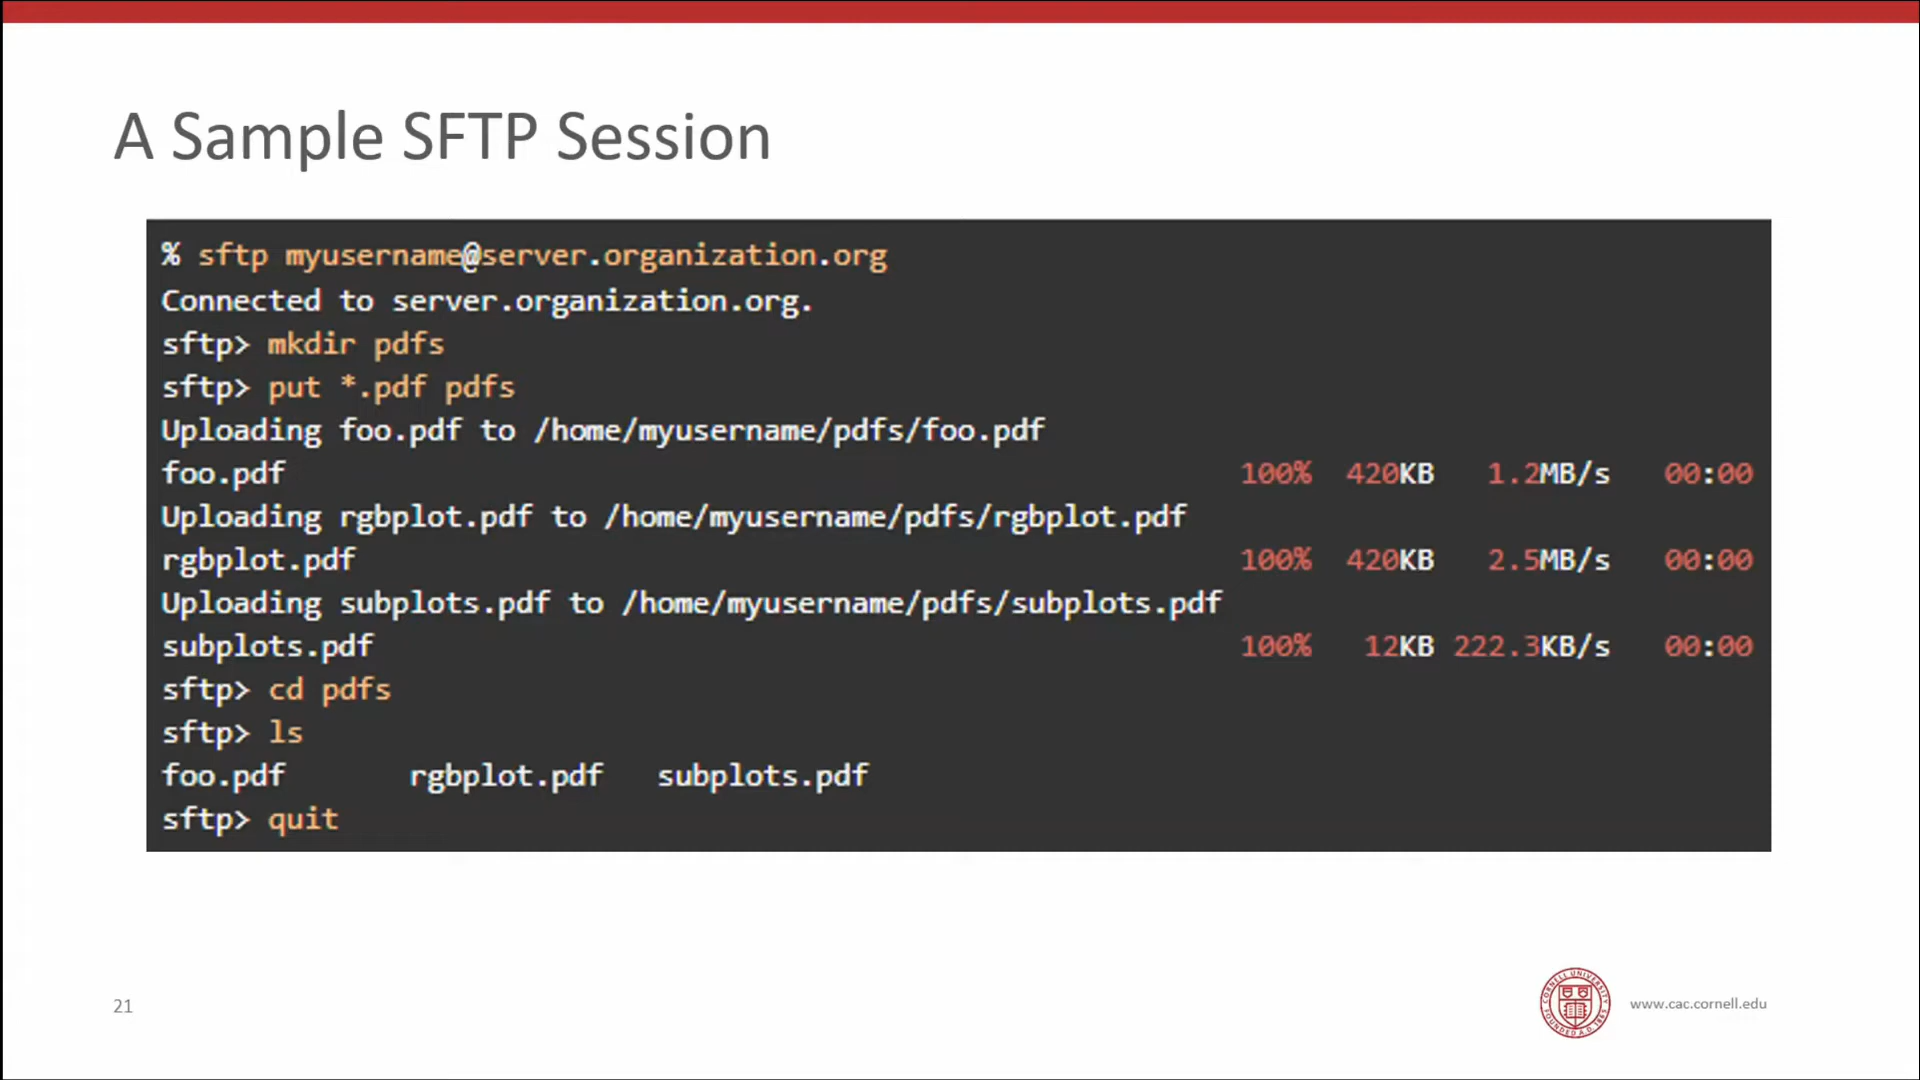 A Sample SFTP Session
% sftp myusername@server.organization.org
Connected to server.organization.org.
sftp> mkdir pdfs
sftp> put *.pdf pdfs
Uploading foo.pdf to /home/myusername/pdfs/foo.pdf
foo.pdf 100% 420KB 1.2MB/s 00:00
Uploading rgbplot.pdf to /home/myusername/pdfs/rgbplot.pdf
rgbplot.pdf 100% 420KB 2.5MB/s 00:00
Uploading subplots.pdf to /home/myusername/pdfs/subplots.pdf
subplots.pdf 100% 12KB 222.3KB/s 00:00
sftp> cd pdfs
sftp> ls
foo.pdf rgbplot.pdf subplots.pdf
sftp> quit
21
CORNELL UNIVERSITY
FOUNDED A.D. 1865
www.cac.cornell.edu